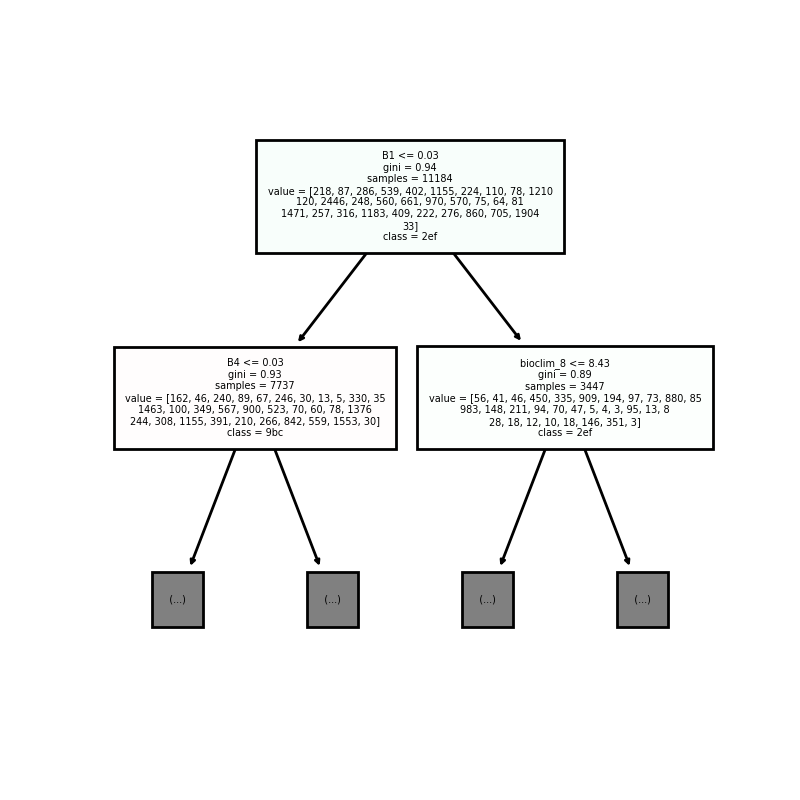 B1 <= 0.03
gini = 0.94
samples = 11184
value = [218, 87, 286, 539, 402, 1155, 224, 110, 78, 1210
120, 2446, 248, 560, 661, 970, 570, 75, 64, 81
1471, 257, 316, 1183, 409, 222, 276, 860, 705, 1904
33]
class = 2ef
B4 <= 0.03
gini = 0.93
samples = 7737
value = [162, 46, 240, 89, 67, 246, 30, 13, 5, 330, 35
1463, 100, 349, 567, 900, 523, 70, 60, 78, 1376
244, 308, 1155, 391, 210, 266, 842, 559, 1553, 30]
class = 9bc
bioclim_8 <= 8.43
gini = 0.89
samples = 3447
value = [56, 41, 46, 450, 335, 909, 194, 97, 73, 880, 85
983, 148, 211, 94, 70, 47, 5, 4, 3, 95, 13, 8
28, 18, 12, 10, 18, 146, 351, 3]
class = 2ef
(...)
(...)
(...)
(...)